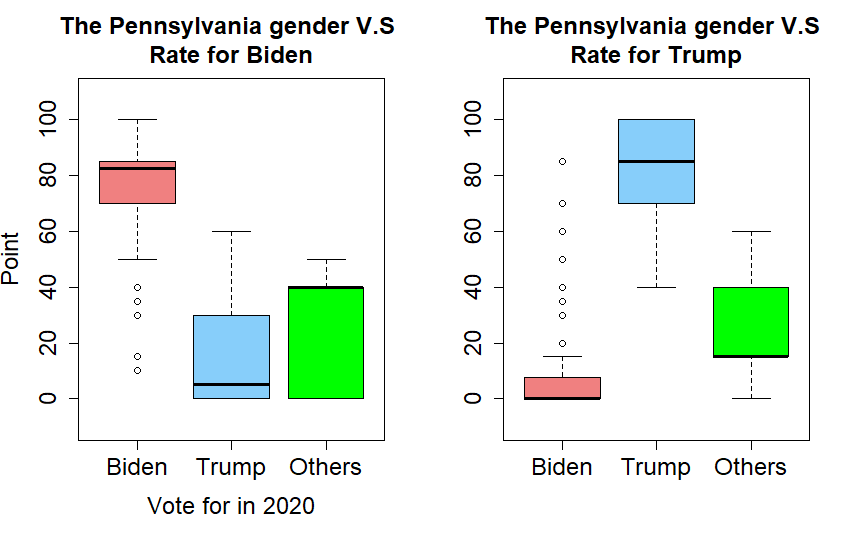 The Pennsylvania gender V.S
Rate for Biden
Point
100
80
60
40
20
0
Biden Trump Others
Vote for in 2020
The Pennsylvania gender V.S
Rate for Trump
100
80
60
40
20
0
Biden Trump Others